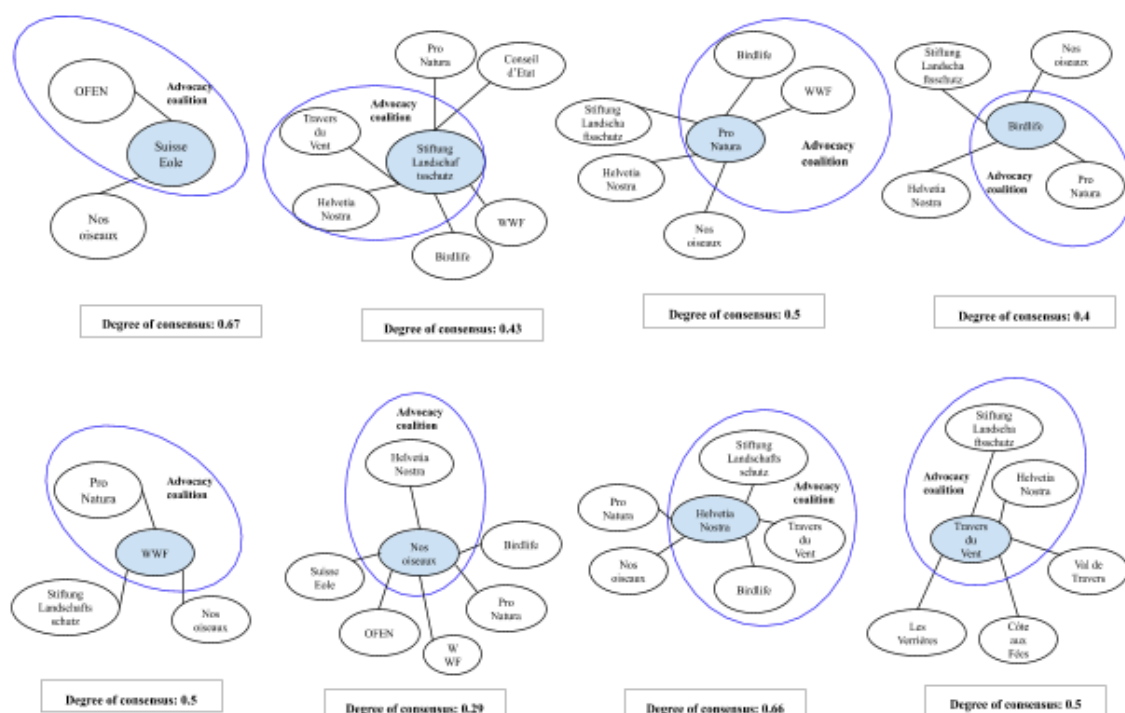 OFEN
Advocacy
coalition
Suisse
Eole
Nos
oiseaux
Degree of consensus: 0.67
Pro
Natura
Conseil
d'Etat
Advocacy
coalition
Travers
du
Vent
Stiftung
Landschaf
tsschutz
Helvetia
Nostra
WWF
Birdlife
Degree of consensus: 0.43
Birdlife
WWF
Stiftung
Landscha
ftsschutz
Pro
Natura
Advocacy
coalition
Helvetia
Nostra
Nos
oiseaux
Degree of consensus: 0.5
Stiftung
Landscha
ftsschutz
Nos
oiseaux
Birdlife
Advocacy
coalition
Helvetia
Nostra
Pro
Natura
Degree of consensus: 0.4
Pro
Natura
Advocacy
coalition
WWF
Stiftung
Landschafts
schutz
Nos
oiseaux
Degree of consensus: 0.5
Advocacy
coalition
Helvetia
Nostra
Nos
oiseaux
Birdlife
Suisse
Eole
Pro
Natura
OFEN
W
WF
Degree of consensus: 0.29
Stiftung
Landschafts
schutz
Advocacy
coalition
Pro
Natura
Helvetia
Nostra
Travers
du
Vent
Nos
oiseaux
Birdlife
Degree of consensus: 0.66
Stiftung
Landscha
ftsschutz
Advocacy
coalition
Helvetia
Nostra
Travers
du
Vent
Val de
Travers
Les
Verrières
Côte
aux
Fées
Degree of consensus: 0.5